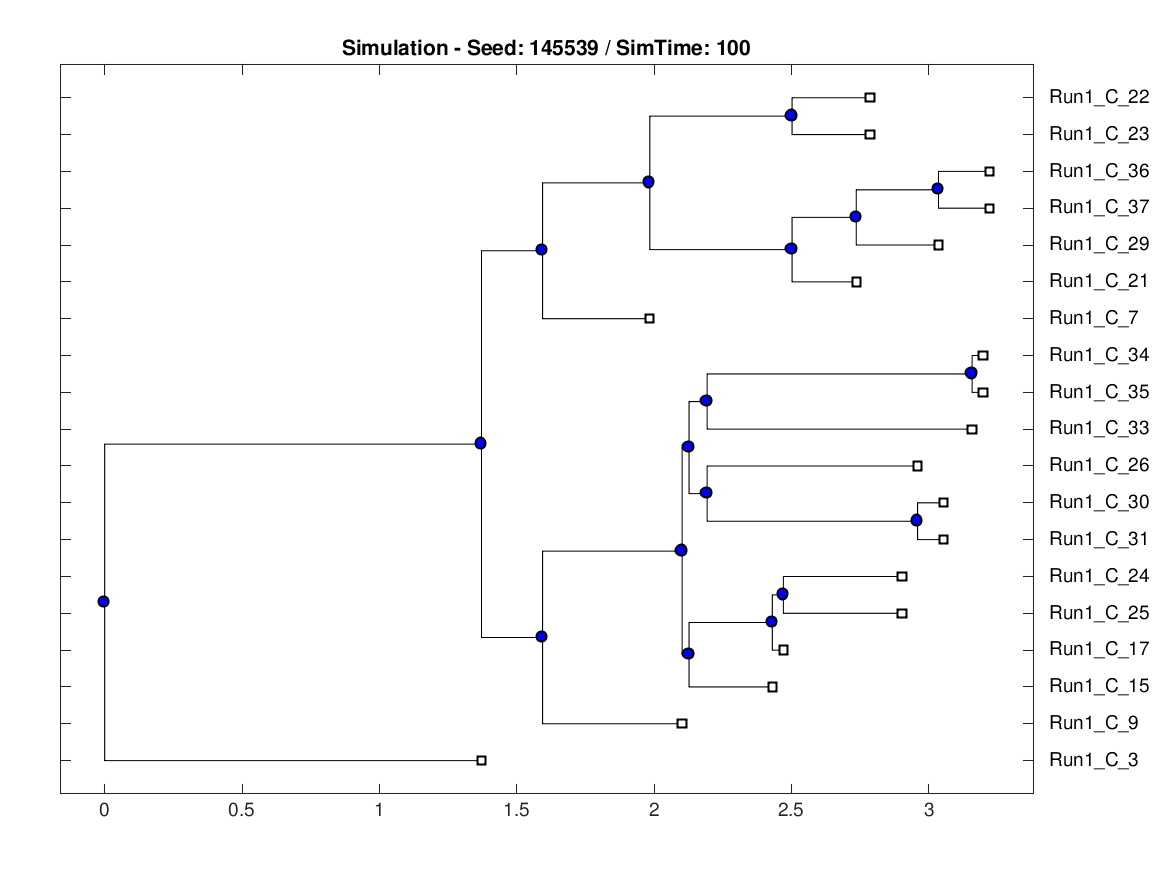 Simulation - Seed: 145539 / SimTime: 100
Run1_C_22
Run1_C_23
Run1_C_36
Run1_C_37
Run1_C_29
Run1_C_21
Run1_C_7
Run1_C_34
Run1_C_35
Run1_C_33
Run1_C_26
Run1_C_30
Run1_C_31
Run1_C_24
Run1_C_25
Run1_C_17
Run1_C_15
Run1_C_9
Run1_C_3
0 0.5 1 1.5 2 2.5 3